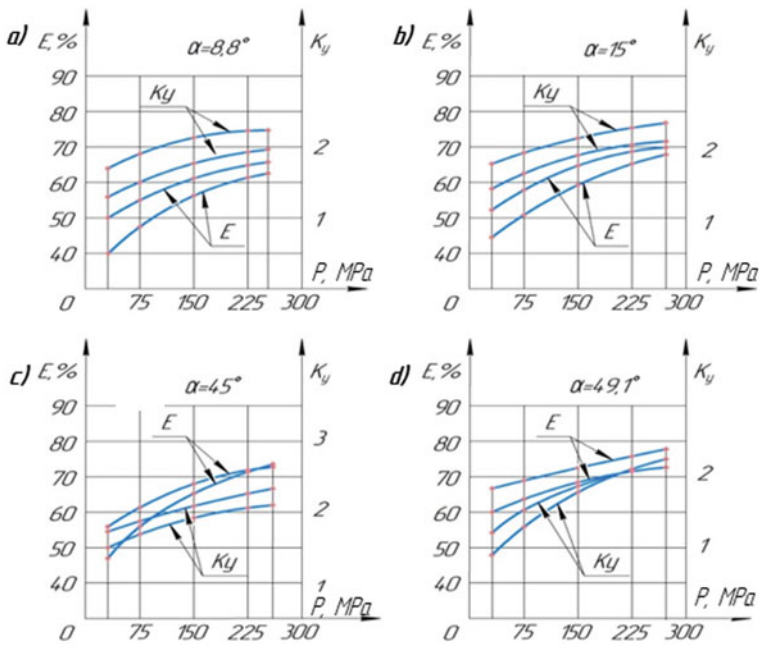 a) E,% α=8,8° Ky
90
80
Ky
70
2
60
50
1
E
40
P, MPa
0 75 150 225 300
b) E,% α=15° Ky
90
80
Ky
70
2
60
50
1
E
40
P, MPa
0 75 150 225 300
c) E,% α=45° Ky
90
E
80
3
70
60
2
50
Ky
40
1
P, MPa
0 75 150 225 300
d) E,% α=49,1° Ky
90
E
80
70
2
60
50
1
Ky
40
P, MPa
0 75 150 225 300